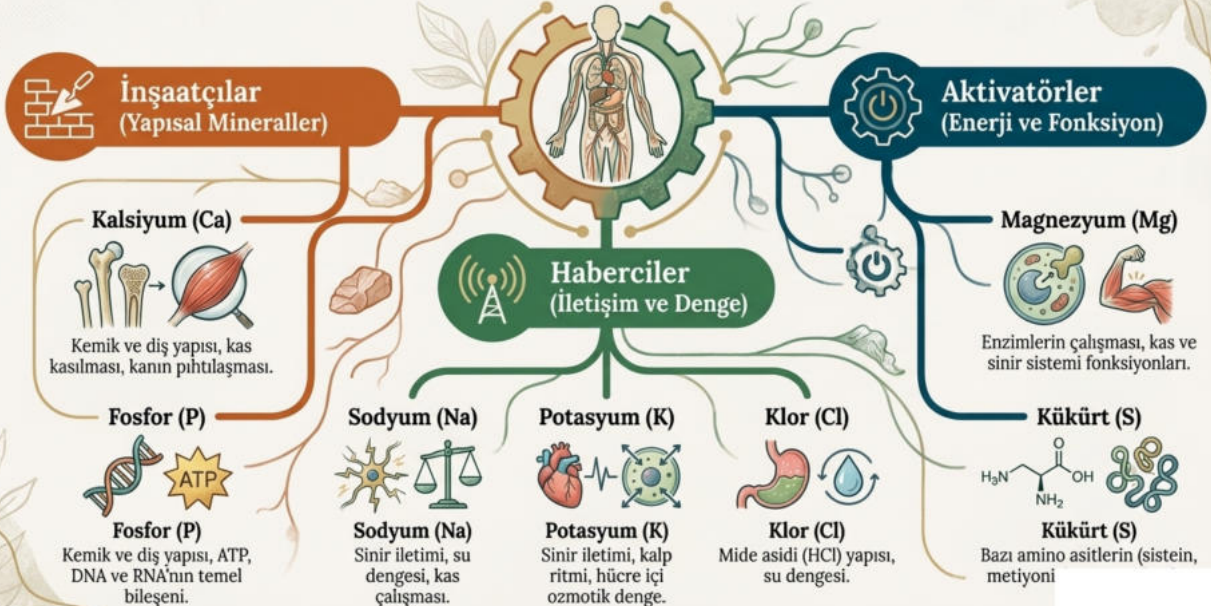 İnşaatçılar
(Yapısal Mineraller)
Aktivatörler
(Enerji ve Fonksiyon)
Haberciler
(İletişim ve Denge)
Kalsiyum (Ca)
Kemik ve diş yapısı, kas
kasılması, kanın pıhtılaşması.
Magnezyum (Mg)
Enzimlerin çalışması, kas ve
sinir sistemi fonksiyonları.
Fosfor (P)
ATP
Fosfor (P)
Kemik ve diş yapısı, ATP,
DNA ve RNA'nın temel
bileşeni.
Sodyum (Na)
Sodyum (Na)
Sinir iletimi, su
dengesi, kas
çalışması.
Potasyum (K)
Potasyum (K)
Sinir iletimi, kalp
ritmi, hücre içi
ozmotik denge.
Klor (Cl)
Klor (Cl)
Mide asidi (HCl) yapısı,
su dengesi.
Kükürt (S)
O
H₃N
OH
NH₂
Kükürt (S)
Bazı amino asitlerin (sistein,